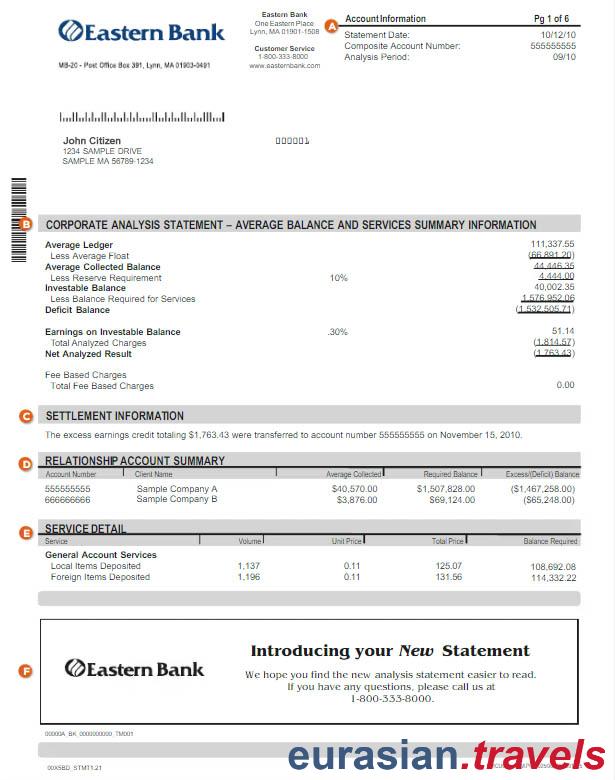 Eastern Bank
MB-20 - Post Office Box 391, Lynn, MA 01903-0491
Eastern Bank
One Eastern Place
Lynn, MA 01901-1508
Customer Service
1-800-333-8000
www.easternbank.com
A
Account Information Pg 1 of 6
Statement Date: 10/12/10
Composite Account Number: 555555555
Analysis Period: 09/10
John Citizen
1234 SAMPLE DRIVE
SAMPLE MA 56789-1234
000001
B CORPORATE ANALYSIS STATEMENT – AVERAGE BALANCE AND SERVICES SUMMARY INFORMATION
Average Ledger 111,337.55
Less Average Float (66,891.20)
Average Collected Balance 44,446.35
Less Reserve Requirement 10% 4,444.00
Investable Balance 40,002.35
Less Balance Required for Services 1,576,952.06
Deficit Balance (1,532,505.71)
Earnings on Investable Balance .30% 51.14
Total Analyzed Charges (1,814.57)
Net Analyzed Result (1,763.43)
Fee Based Charges
Total Fee Based Charges 0.00
C SETTLEMENT INFORMATION
The excess earnings credit totaling $1,763.43 were transferred to account number 555555555 on November 15, 2010.
D RELATIONSHIP ACCOUNT SUMMARY
Account Number Client Name Average Collected Required Balance Excess/(Deficit) Balance
555555555 Sample Company A $40,570.00 $1,507,828.00 ($1,467,258.00)
666666666 Sample Company B $3,876.00 $69,124.00 ($65,248.00)
E SERVICE DETAIL
Service Volume Unit Price Total Price Balance Required
General Account Services
Local Items Deposited 1,137 0.11 125.07 108,692.08
Foreign Items Deposited 1,196 0.11 131.56 114,332.22
F
Eastern Bank
Introducing your New Statement
We hope you find the new analysis statement easier to read.
If you have any questions, please call us at
1-800-333-8000.
00000A_BK_0000000000_TM001
00X5BD_STMT1.21
eurasian.travels